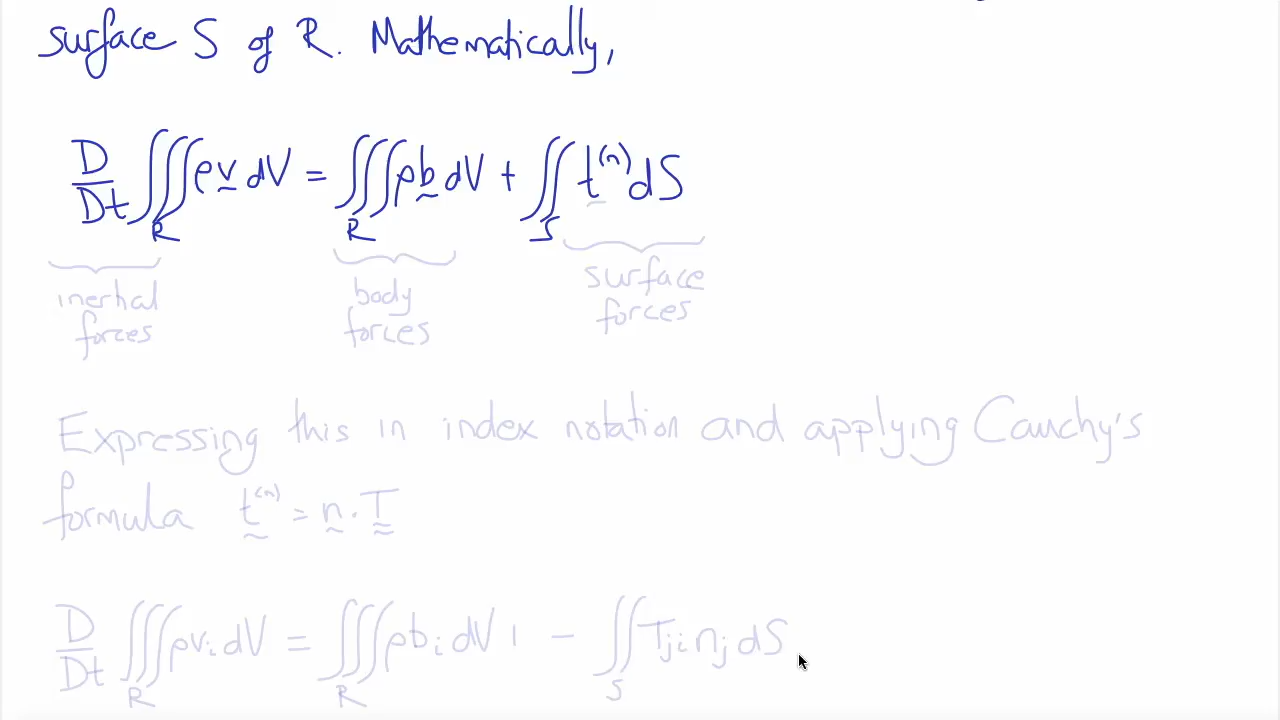 surface S of R. Mathematically,
D/Dt ∭_R ρv dV = ∭_R ρb dV + ∬_S t^(n) dS
inertial forces
body forces
surface forces
Expressing this in index notation and applying Cauchy's
formula t^(n) = n · T
D/Dt ∭_R ρv_i dV = ∭_R ρb_i dV ı − ∬_S T_ji n_j dS